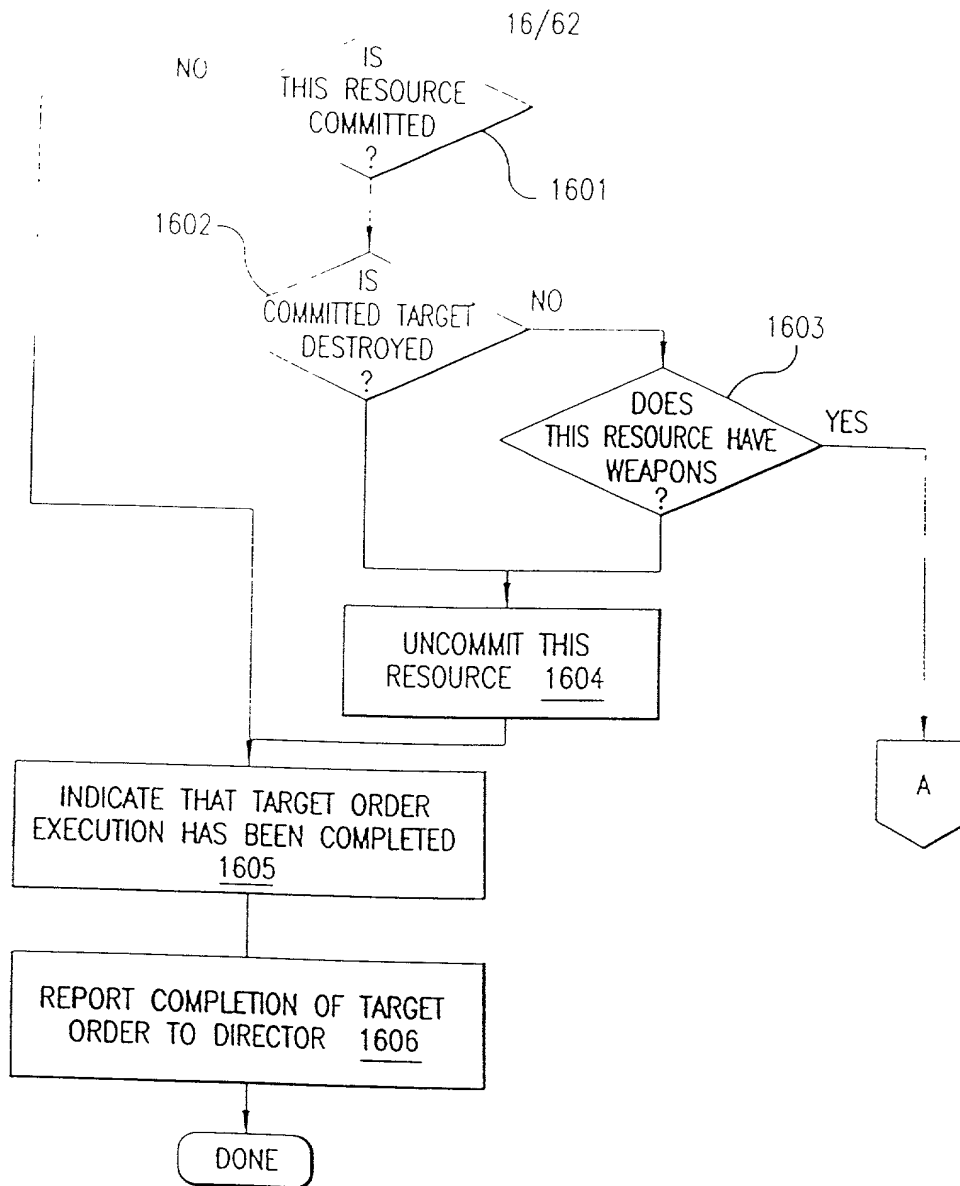 16/62
NO
IS
THIS RESOURCE
COMMITTED
?
1601
1602
IS
COMMITTED TARGET
DESTROYED
?
NO
1603
DOES
THIS RESOURCE HAVE
WEAPONS
?
YES
UNCOMMIT THIS
RESOURCE 1604
A
INDICATE THAT TARGET ORDER
EXECUTION HAS BEEN COMPLETED
1605
REPORT COMPLETION OF TARGET
ORDER TO DIRECTOR 1606
DONE